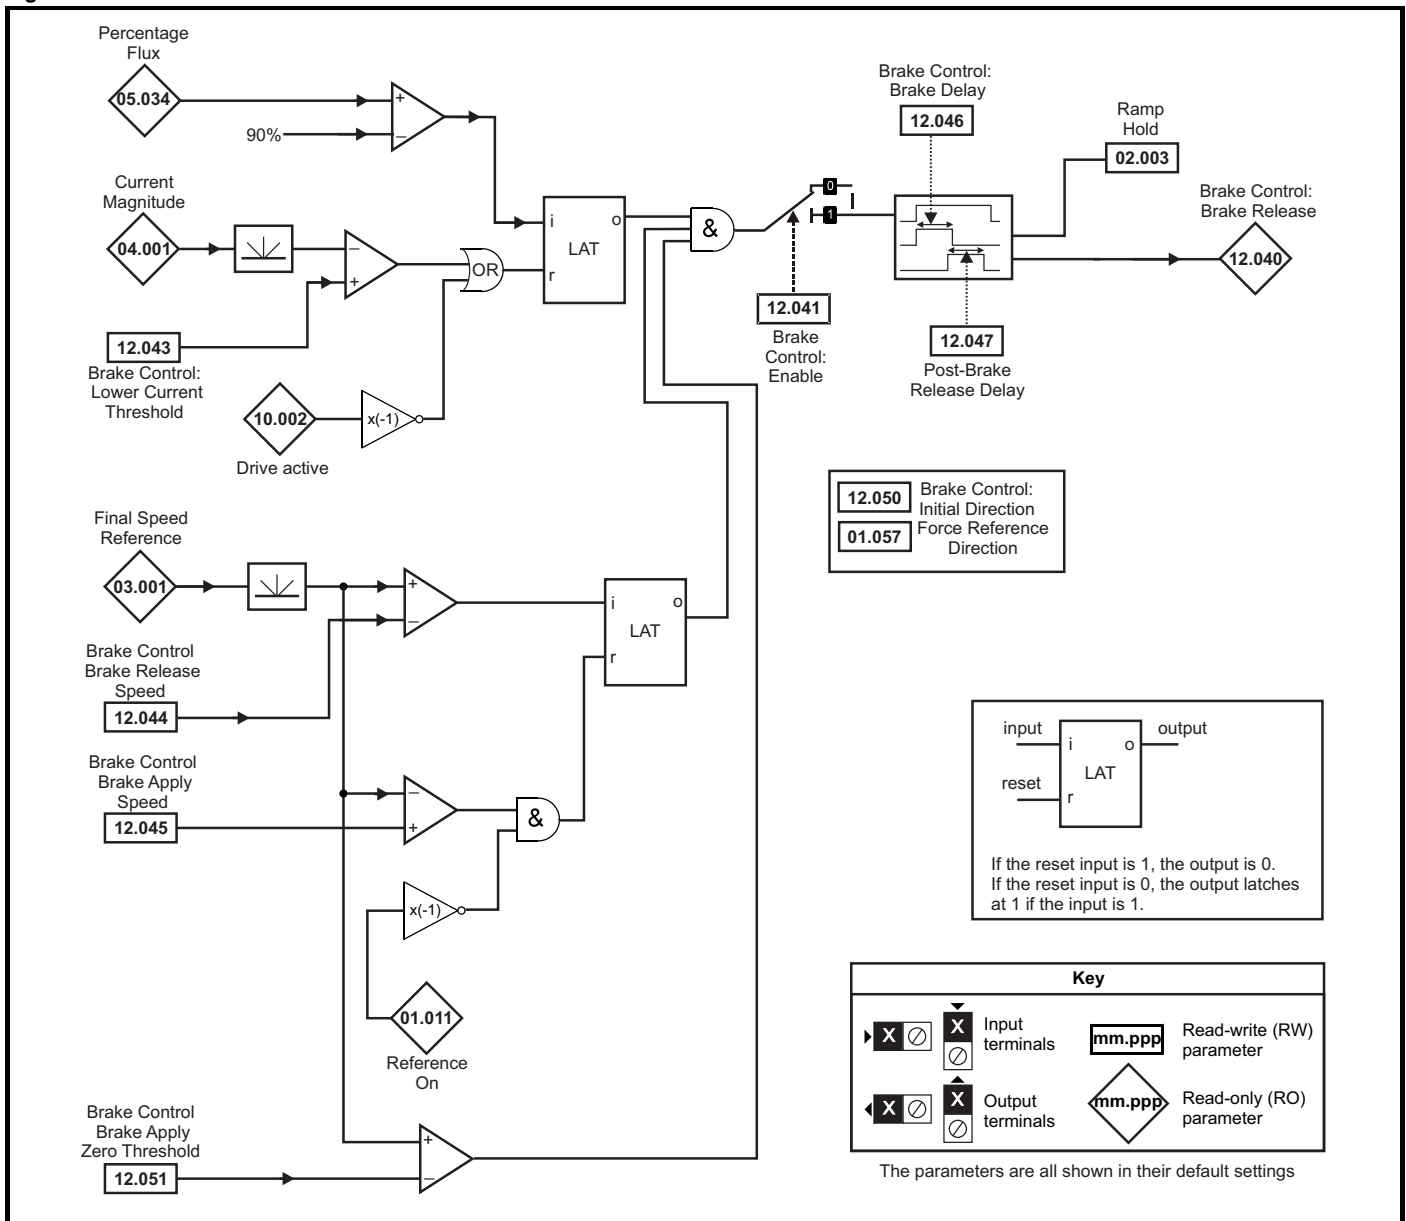 Percentage
Flux
05.034
+
90%
–
Current
Magnitude
04.001
–
+
12.043
Brake Control:
Lower Current
Threshold
OR
10.002
x(-1)
Drive active
i
o
LAT
r
&
0
1
12.041
Brake
Control:
Enable
Brake Control:
Brake Delay
12.046
12.047
Post-Brake
Release Delay
Ramp
Hold
02.003
Brake Control:
Brake Release
12.040
12.050
Brake Control:
Initial Direction
01.057
Force Reference
Direction
Final Speed
Reference
03.001
+
–
i
o
LAT
r
Brake Control
Brake Release
Speed
12.044
Brake Control
Brake Apply
Speed
12.045
–
+
&
x(-1)
01.011
Reference
On
Brake Control
Brake Apply
Zero Threshold
12.051
+
–
input
output
i
o
LAT
reset
r
If the reset input is 1, the output is 0.
If the reset input is 0, the output latches
at 1 if the input is 1.
Key
X
X
Input
terminals
mm.ppp
Read-write (RW)
parameter
X
X
Output
terminals
mm.ppp
Read-only (RO)
parameter
The parameters are all shown in their default settings